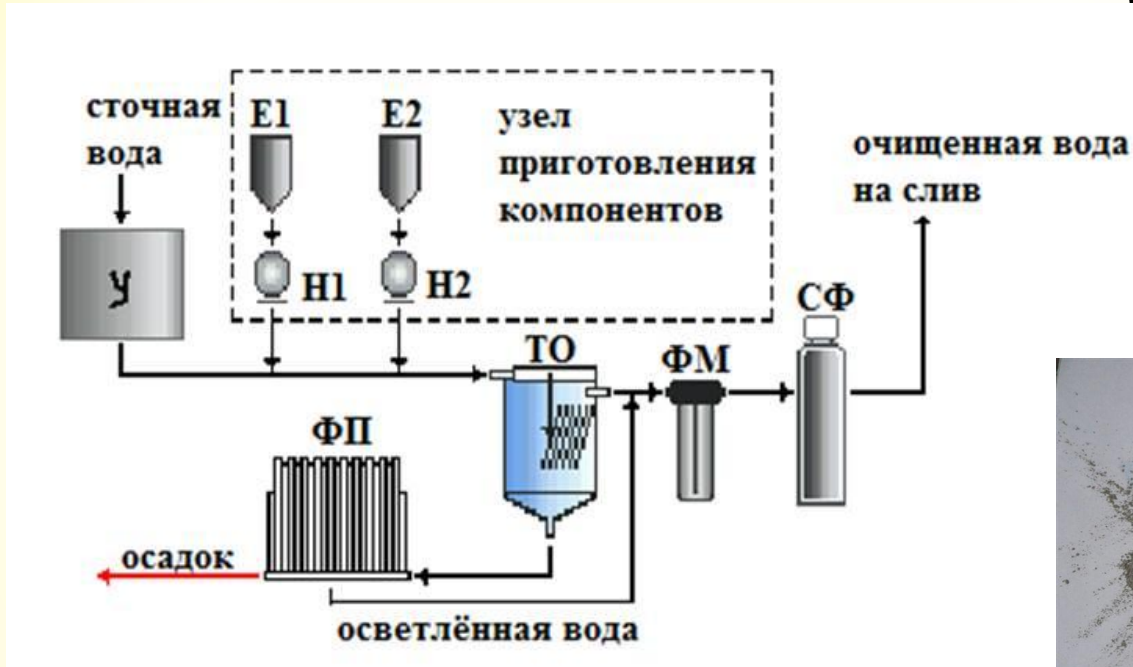 сточная
вода
Е1
Е2
узел
приготовления
компонентов
Н1
Н2
очищенная вода
на слив
У
СФ
ТО
ФМ
ФП
осадок
осветлённая вода